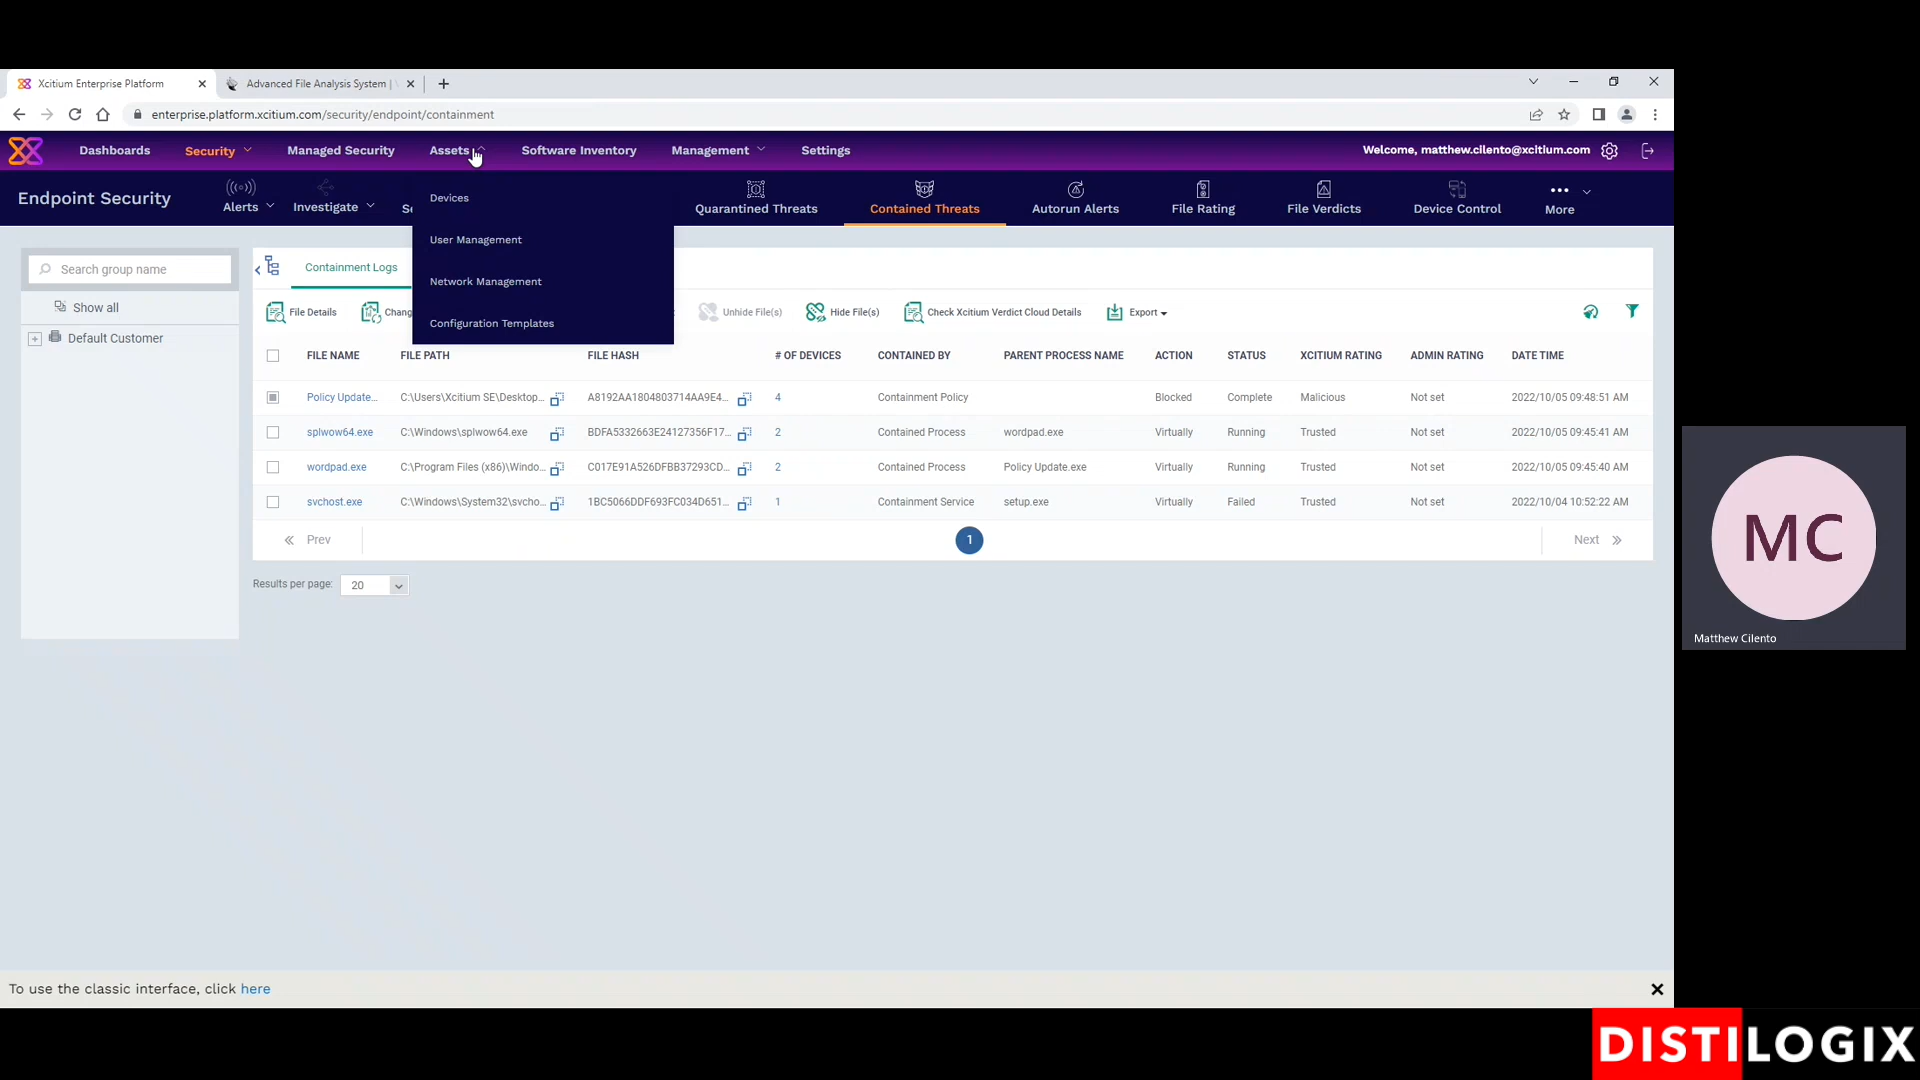 Xcitium Enterprise Platform
Advanced File Analysis System |
enterprise.platform.xcitium.com/security/endpoint/containment
Dashboards Security Managed Security Assets Software Inventory Management Settings Welcome, matthew.cilento@xcitium.com
Endpoint Security Alerts Investigate Quarantined Threats Contained Threats Autorun Alerts File Rating File Verdicts Device Control More
Devices
User Management
Network Management
Configuration Templates
Search group name
Show all
Default Customer
Containment Logs
File Details Chang Unhide File(s) Hide File(s) Check Xcitium Verdict Cloud Details Export
FILE NAME FILE PATH FILE HASH # OF DEVICES CONTAINED BY PARENT PROCESS NAME ACTION STATUS XCITIUM RATING ADMIN RATING DATE TIME
Policy Update... C:\Users\Xcitium SE\Desktop... A8192AA1804803714AA9E4... 4 Containment Policy Blocked Complete Malicious Not set 2022/10/05 09:48:51 AM
splwow64.exe C:\Windows\splwow64.exe BDFA5332663E24127356F17... 2 Contained Process wordpad.exe Virtually Running Trusted Not set 2022/10/05 09:45:41 AM
wordpad.exe C:\Program Files (x86)\Windo... C017E91A526DFBB37293CD... 2 Contained Process Policy Update.exe Virtually Running Trusted Not set 2022/10/05 09:45:40 AM
svchost.exe C:\Windows\System32\svcho... 1BC5066DDF693FC034D651... 1 Containment Service setup.exe Virtually Failed Trusted Not set 2022/10/04 10:52:22 AM
Prev 1 Next
Results per page: 20
To use the classic interface, click here
MC
Matthew Cilento
DISTILOGIX